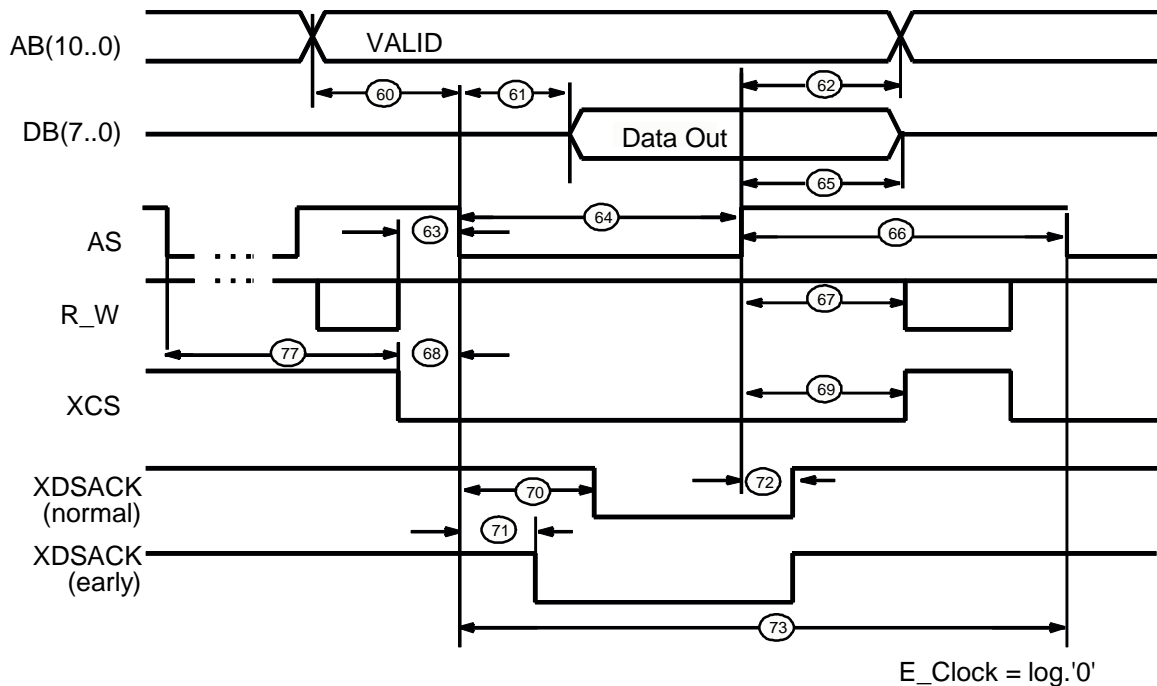 AB(10..0)
VALID
60
61
62
DB(7..0)
Data Out
65
64
AS
63
66
R_W
67
77
68
XCS
69
XDSACK
(normal)
70
72
71
XDSACK
(early)
73
E_Clock = log.'0'